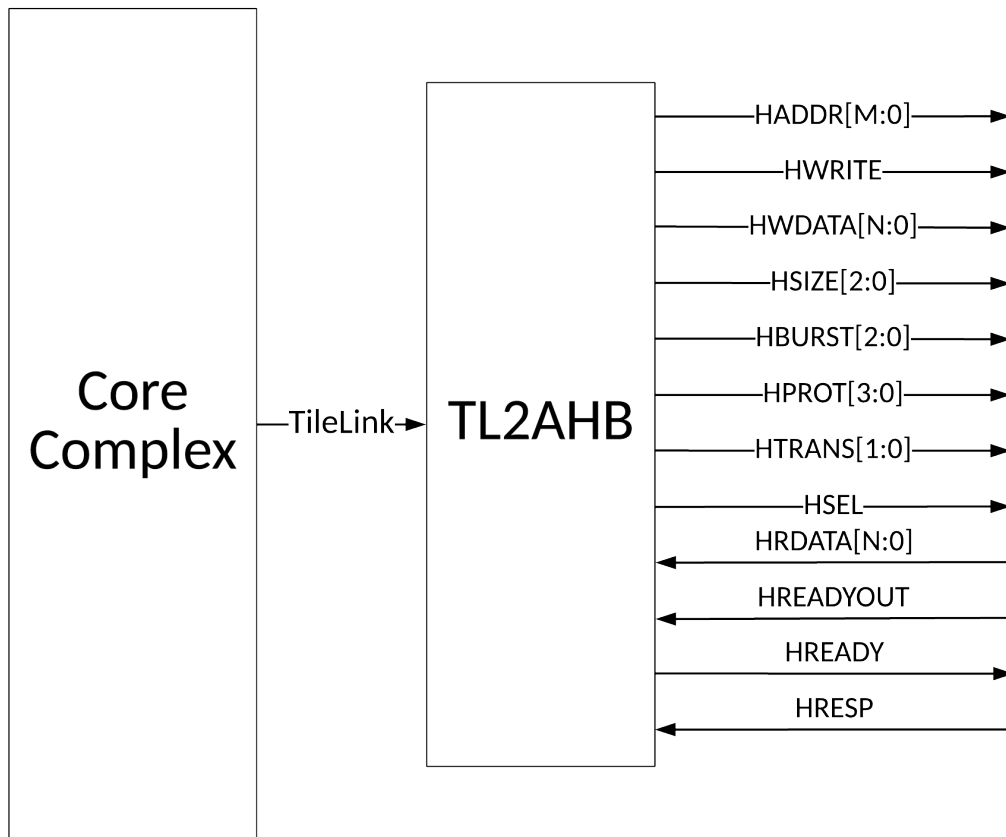 Core
Complex
TileLink
TL2AHB
HADDR[M:0]
HWRITE
HWDATA[N:0]
HSIZE[2:0]
HBURST[2:0]
HPROT[3:0]
HTRANS[1:0]
HSEL
HRDATA[N:0]
HREADYOUT
HREADY
HRESP